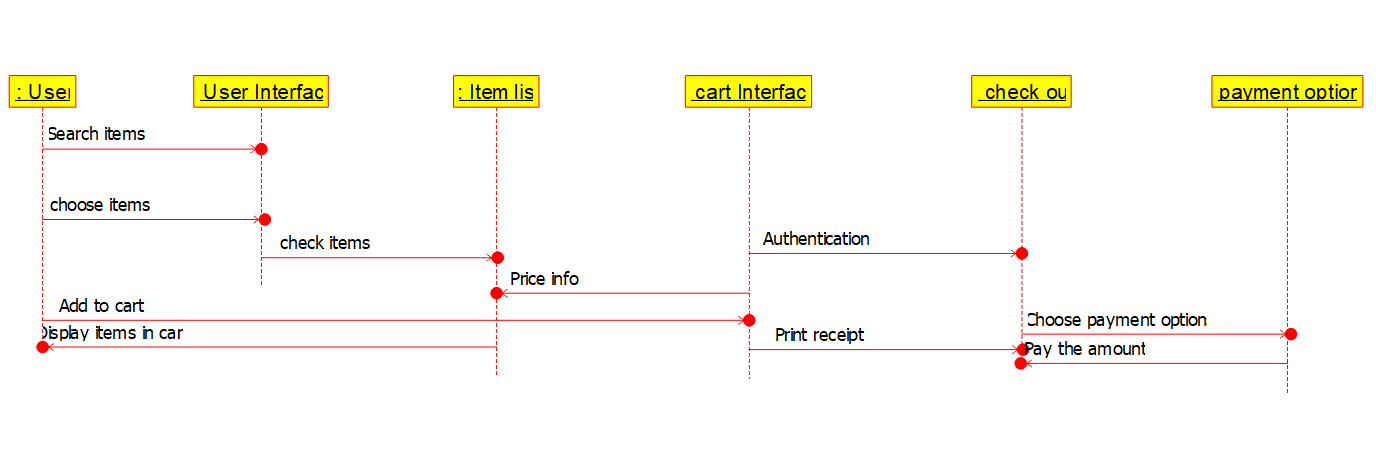 : User
User Interfac
: Item lis
cart Interfac
check ou
payment option
Search items
choose items
Authentication
check items
Price info
Add to cart
Choose payment option
Display items in car
Print receipt
Pay the amount